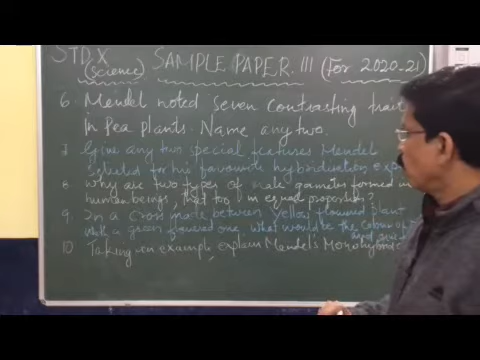 STD X SAMPLE PAPER III (For 2020-21)
(Science)
6. Mendel noted seven contrasting trait
in Pea plants. Name any two.
7 Give any two special features Mendel
Selected for his favourite hybridisation exp
8 why are two types of male gametes formed in
human beings, that too in equal proportion?
9. In a cross made between yellow flowered plant
with a green flowered one, what would be the colour of
and
10 Taking an example, explain Mendel's Monohybrid C